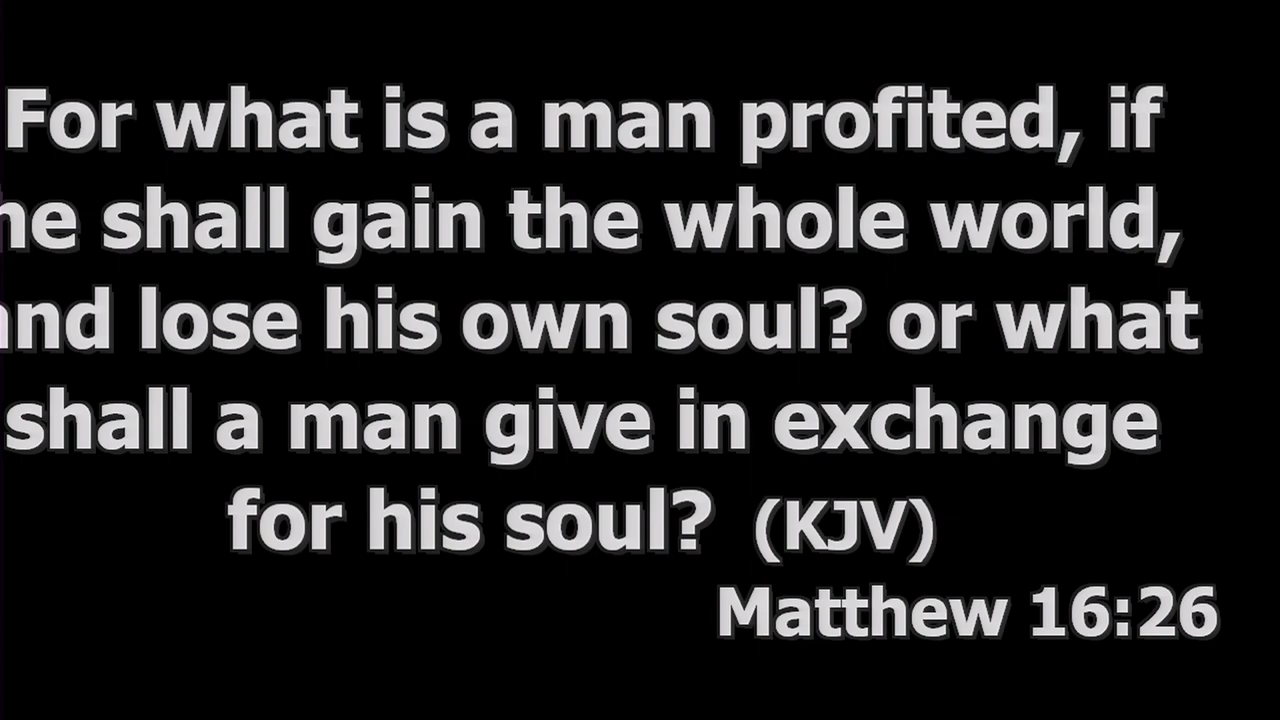 For what is a man profited, if
he shall gain the whole world,
and lose his own soul? or what
shall a man give in exchange
for his soul? (KJV)
Matthew 16:26